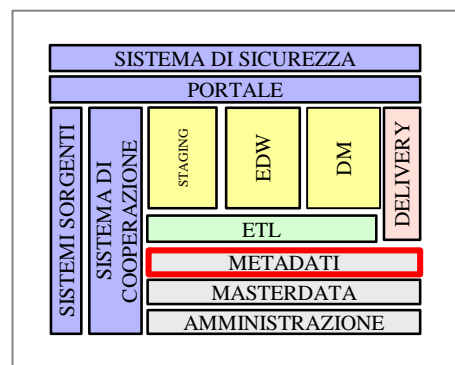 SISTEMA DI SICUREZZA
PORTALE
SISTEMI SORGENTI
SISTEMA DI
COOPERAZIONE
STAGING
EDW
DM
DELIVERY
ETL
METADATI
MASTERDATA
AMMINISTRAZIONE